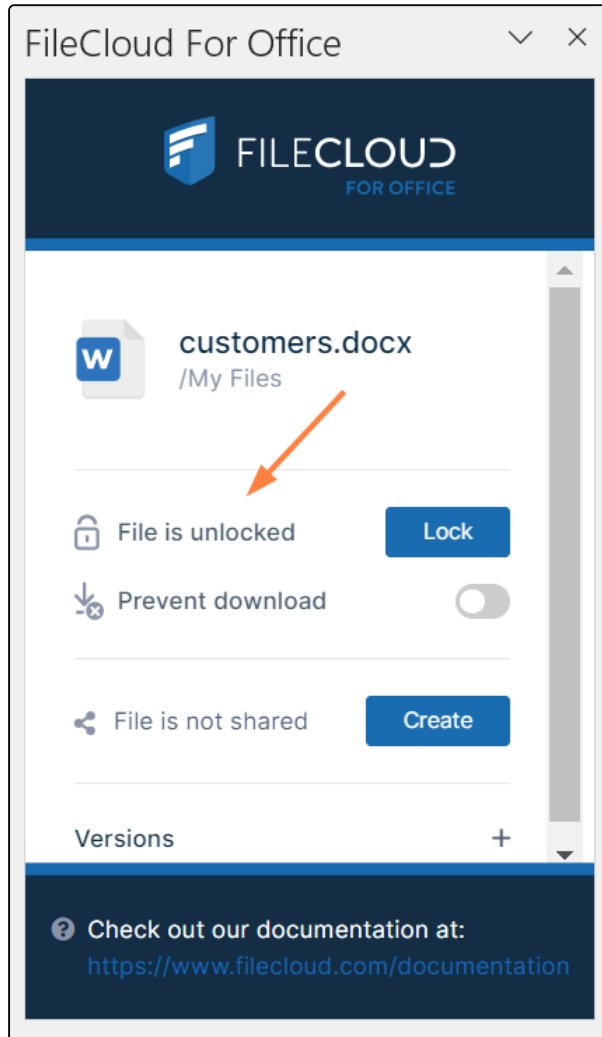 FileCloud For Office
FILECLOUD
FOR OFFICE
W
customers.docx
/My Files
File is unlocked
Lock
Prevent download
File is not shared
Create
Versions
+
? Check out our documentation at:
https://www.filecloud.com/documentation